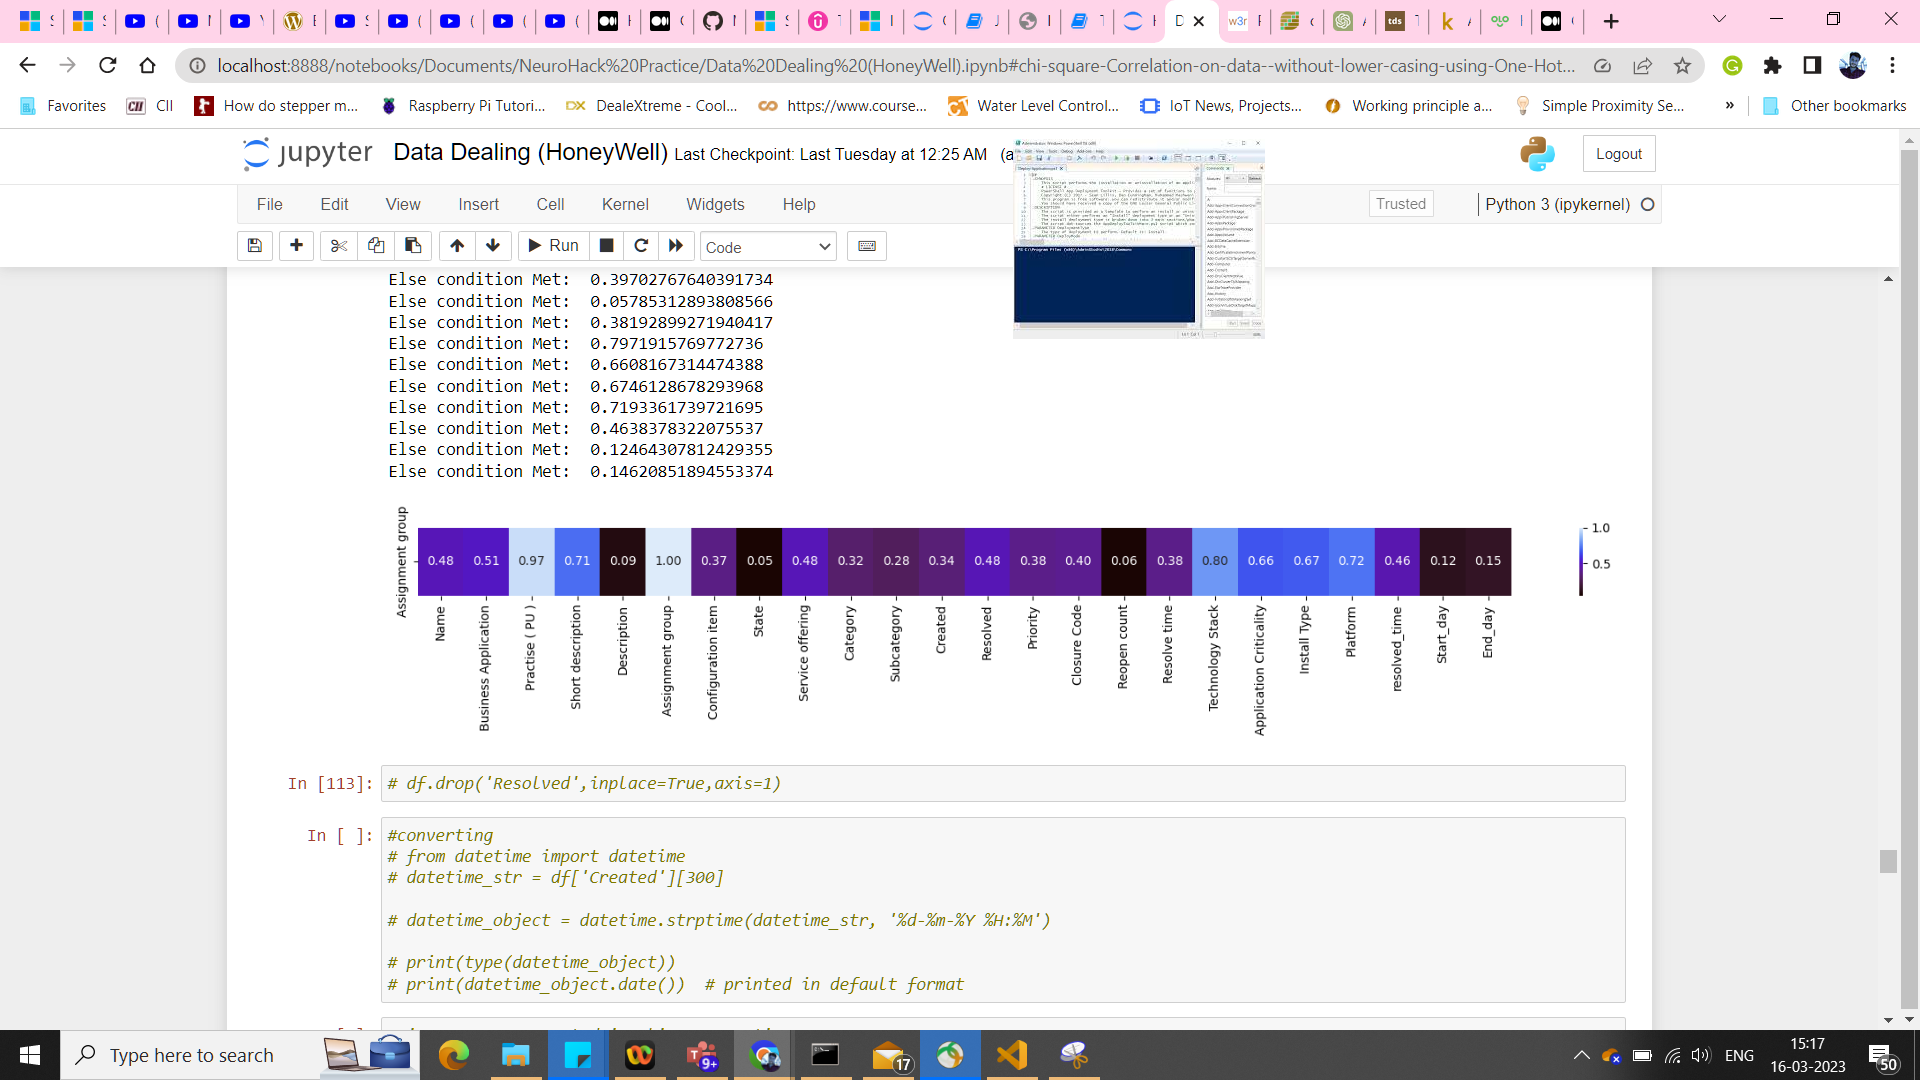 localhost:8888/notebooks/Documents/NeuroHack%20Practice/Data%20Dealing%20(HoneyWell).ipynb#chi-square-Correlation-on-data--without-lower-casing-using-One-Hot...
Favorites CII How do stepper m... Raspberry Pi Tutori... DX DealeXtreme - Cool... https://www.course... Water Level Control... IoT News, Projects... Working principle a... Simple Proximity Se... » Other bookmarks
jupyter Data Dealing (HoneyWell) Last Checkpoint: Last Tuesday at 12:25 AM (a Logout
File Edit View Insert Cell Kernel Widgets Help Trusted Python 3 (ipykernel)
Run Code
Else condition Met: 0.39702767640391734
Else condition Met: 0.05785312893808566
Else condition Met: 0.38192899271940417
Else condition Met: 0.7971915769772736
Else condition Met: 0.6608167314474388
Else condition Met: 0.6746128678293968
Else condition Met: 0.7193361739721695
Else condition Met: 0.4638378322075537
Else condition Met: 0.12464307812429355
Else condition Met: 0.14620851894553374
Assignment group
0.48 0.51 0.97 0.71 0.09 1.00 0.37 0.05 0.48 0.32 0.28 0.34 0.48 0.38 0.40 0.06 0.38 0.80 0.66 0.67 0.72 0.46 0.12 0.15
1.0
0.5
Name
Business Application
Practise ( PU )
Short description
Description
Assignment group
Configuration item
State
Service offering
Category
Subcategory
Created
Resolved
Priority
Closure Code
Reopen count
Resolve time
Technology Stack
Application Criticality
Install Type
Platform
resolved_time
Start_day
End_day
In [113]: # df.drop('Resolved',inplace=True,axis=1)
In [ ]: #converting
# from datetime import datetime
# datetime_str = df['Created'][300]
# datetime_object = datetime.strptime(datetime_str, '%d-%m-%Y %H:%M')
# print(type(datetime_object))
# print(datetime_object.date())  # printed in default format
Type here to search
9+
17
ENG
15:17
16-03-2023
50